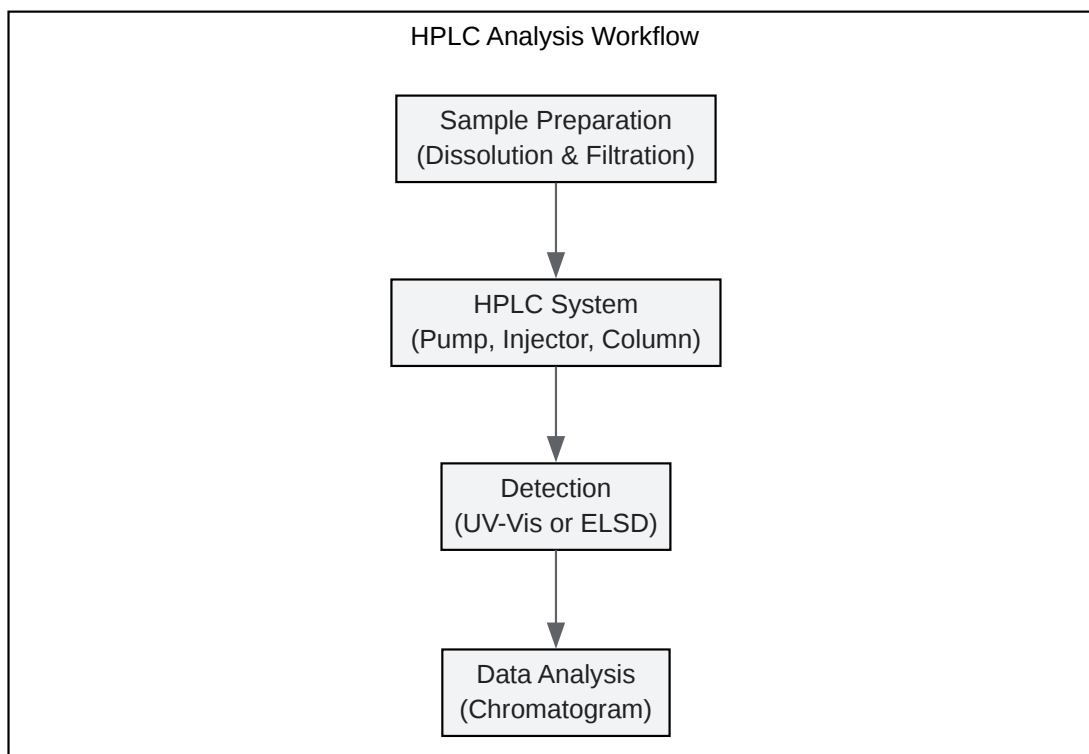 HPLC Analysis Workflow
Sample Preparation
(Dissolution & Filtration)
HPLC System
(Pump, Injector, Column)
Detection
(UV-Vis or ELSD)
Data Analysis
(Chromatogram)